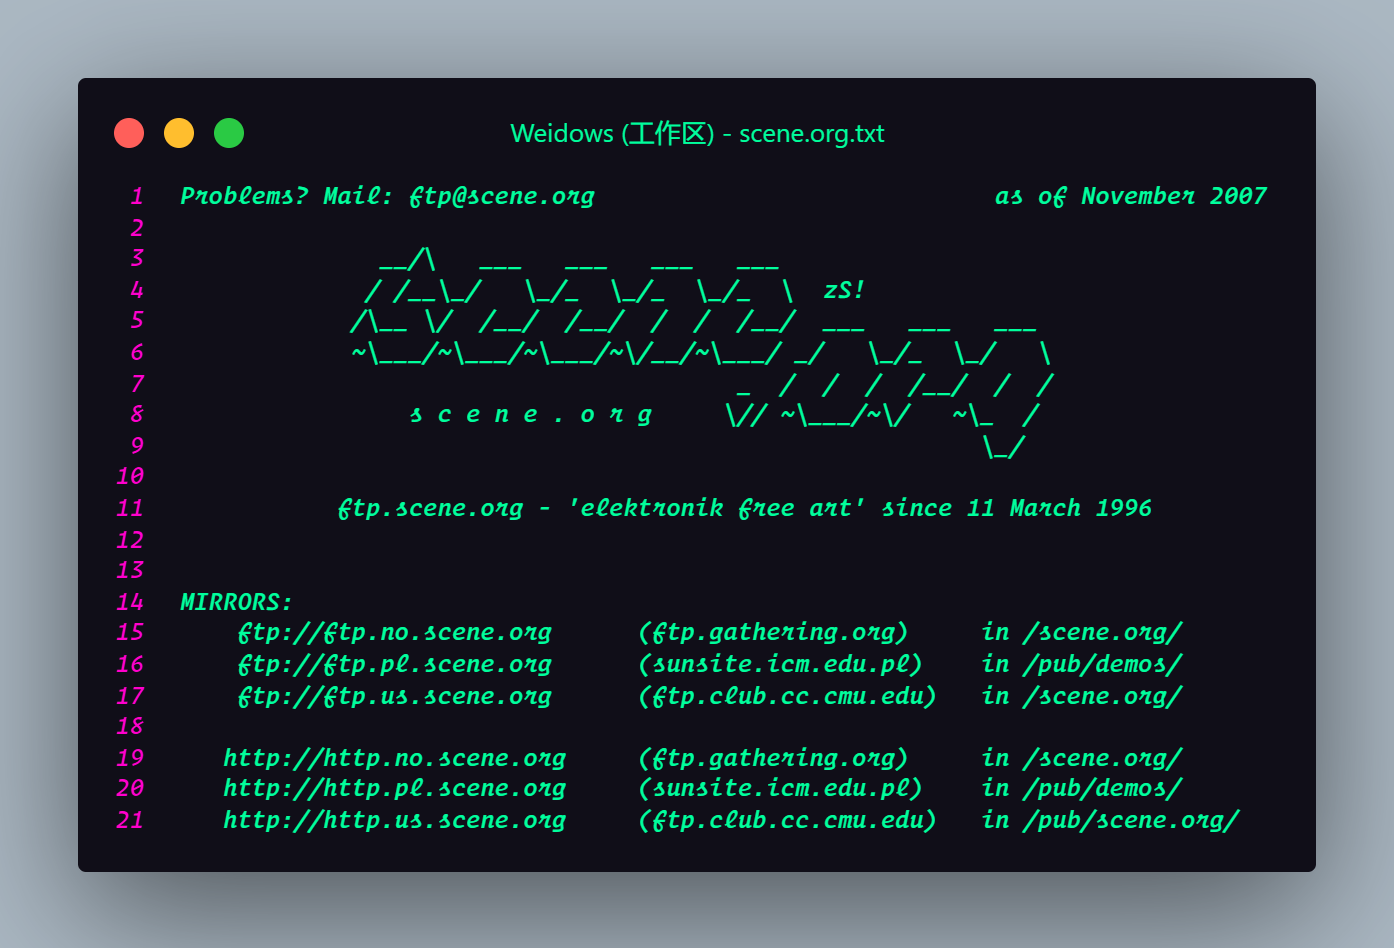 Weidows (工作区) - scene.org.txt
1 Problems? Mail: ftp@scene.org                            as of November 2007
2
3               __/\   ___   ___   ___   ___
4              / /__\_/   \_/_  \_/_  \_/_  \  zS!
5             /\__ \/  /__/  /__/  /  /  /__/  ___   ___   ___
6             ~\___/~\___/~\___/~\/__/~\___/ _/   \_/_  \_/   \
7                                        _  /  /  /  /__/  /  /
8                 s c e n e . o r g     \// ~\___/~\/   ~\_  /
9                                                         \_/
10
11            ftp.scene.org - 'elektronik free art' since 11 March 1996
12
13
14 MIRRORS:
15     ftp://ftp.no.scene.org      (ftp.gathering.org)     in /scene.org/
16     ftp://ftp.pl.scene.org      (sunsite.icm.edu.pl)    in /pub/demos/
17     ftp://ftp.us.scene.org      (ftp.club.cc.cmu.edu)   in /scene.org/
18
19    http://http.no.scene.org     (ftp.gathering.org)     in /scene.org/
20    http://http.pl.scene.org     (sunsite.icm.edu.pl)    in /pub/demos/
21    http://http.us.scene.org     (ftp.club.cc.cmu.edu)   in /pub/scene.org/